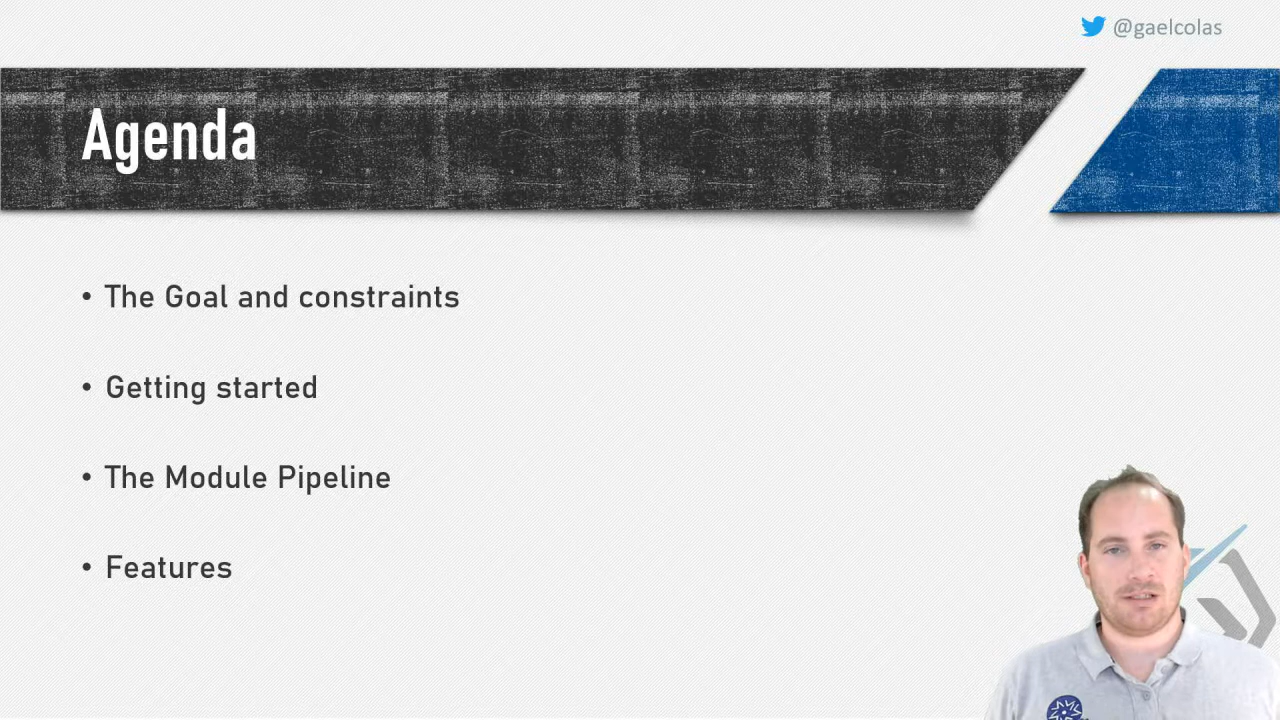 @gaelcolas
Agenda
• The Goal and constraints
• Getting started
• The Module Pipeline
• Features